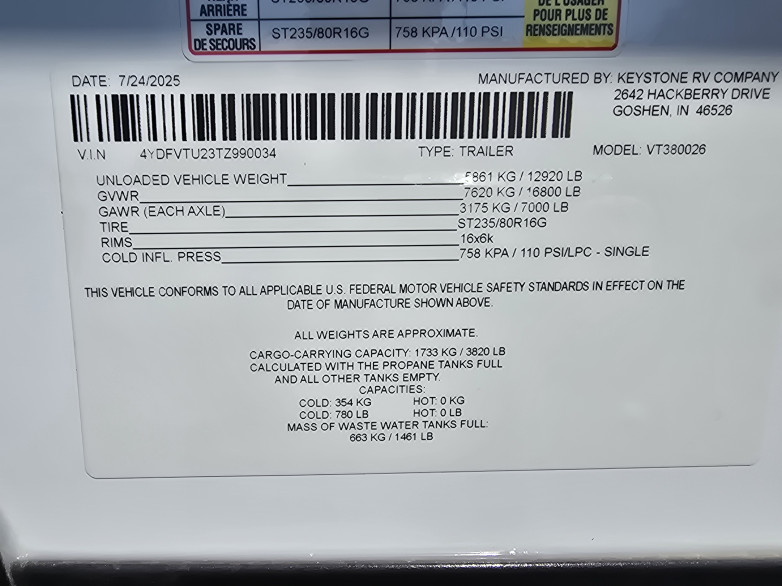 ARRIÈRE
DE L'USAGER
POUR PLUS DE
RENSEIGNEMENTS
SPARE
DE SECOURS
ST235/80R16G
758 KPA /110 PSI
DATE: 7/24/2025
MANUFACTURED BY: KEYSTONE RV COMPANY
2642 HACKBERRY DRIVE
GOSHEN, IN 46526
V.I.N 4YDFVTU23TZ990034 TYPE: TRAILER MODEL: VT380026
UNLOADED VEHICLE WEIGHT 5861 KG / 12920 LB
GVWR 7620 KG / 16800 LB
GAWR (EACH AXLE) 3175 KG / 7000 LB
TIRE ST235/80R16G
RIMS 16x6k
COLD INFL. PRESS 758 KPA / 110 PSI/LPC - SINGLE
THIS VEHICLE CONFORMS TO ALL APPLICABLE U.S. FEDERAL MOTOR VEHICLE SAFETY STANDARDS IN EFFECT ON THE
DATE OF MANUFACTURE SHOWN ABOVE.
ALL WEIGHTS ARE APPROXIMATE.
CARGO-CARRYING CAPACITY: 1733 KG / 3820 LB
CALCULATED WITH THE PROPANE TANKS FULL
AND ALL OTHER TANKS EMPTY.
CAPACITIES:
COLD: 354 KG HOT: 0 KG
COLD: 780 LB HOT: 0 LB
MASS OF WASTE WATER TANKS FULL:
663 KG / 1461 LB